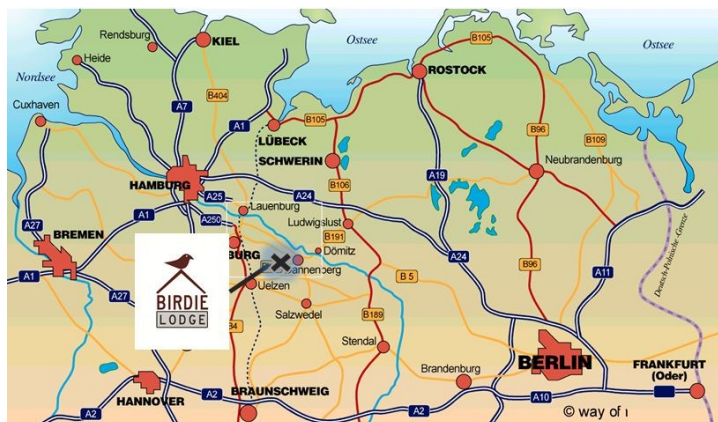 Rendsburg
KIEL
Ostsee
B105
Ostsee
Heide
Nordsee
ROSTOCK
B404
Cuxhaven
A7
A1
B105
B96
B109
LÜBECK
SCHWERIN
Neubrandenburg
HAMBURG
A25
A24
B106
A19
A27
A1
A250
Lauenburg
Ludwigslust
BREMEN
B191
Dömitz
A24
A11
Deutsch-Polnische-Grenze
BURG
annenberg
B 5
B96
A1
A27
BIRDIE
LODGE
Uelzen
Salzwedel
B4
B189
Stendal
BERLIN
FRANKFURT
(Oder)
Brandenburg
HANNOVER
A2
BRAUNSCHWEIG
A10
A2
A2
© way of